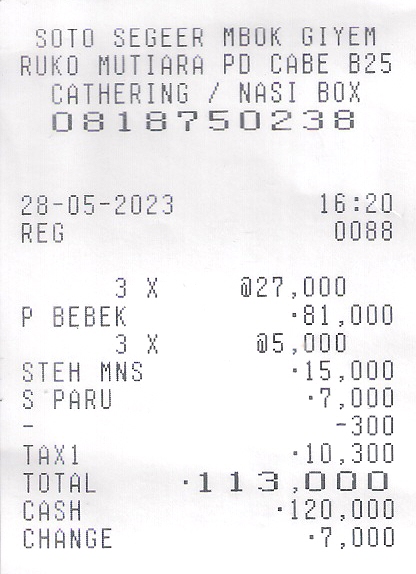 SOTO SEGEER MBOK GIYEM
RUKO MUTIARA PD CABE B25
CATHERING / NASI BOX
0818750238
28-05-2023 16:20
REG 0088
3 X @27,000
P BEBEK ·81,000
3 X @5,000
STEH MNS ·15,000
S PARU ·7,000
- -300
TAX1 ·10,300
TOTAL ·113,000
CASH ·120,000
CHANGE ·7,000